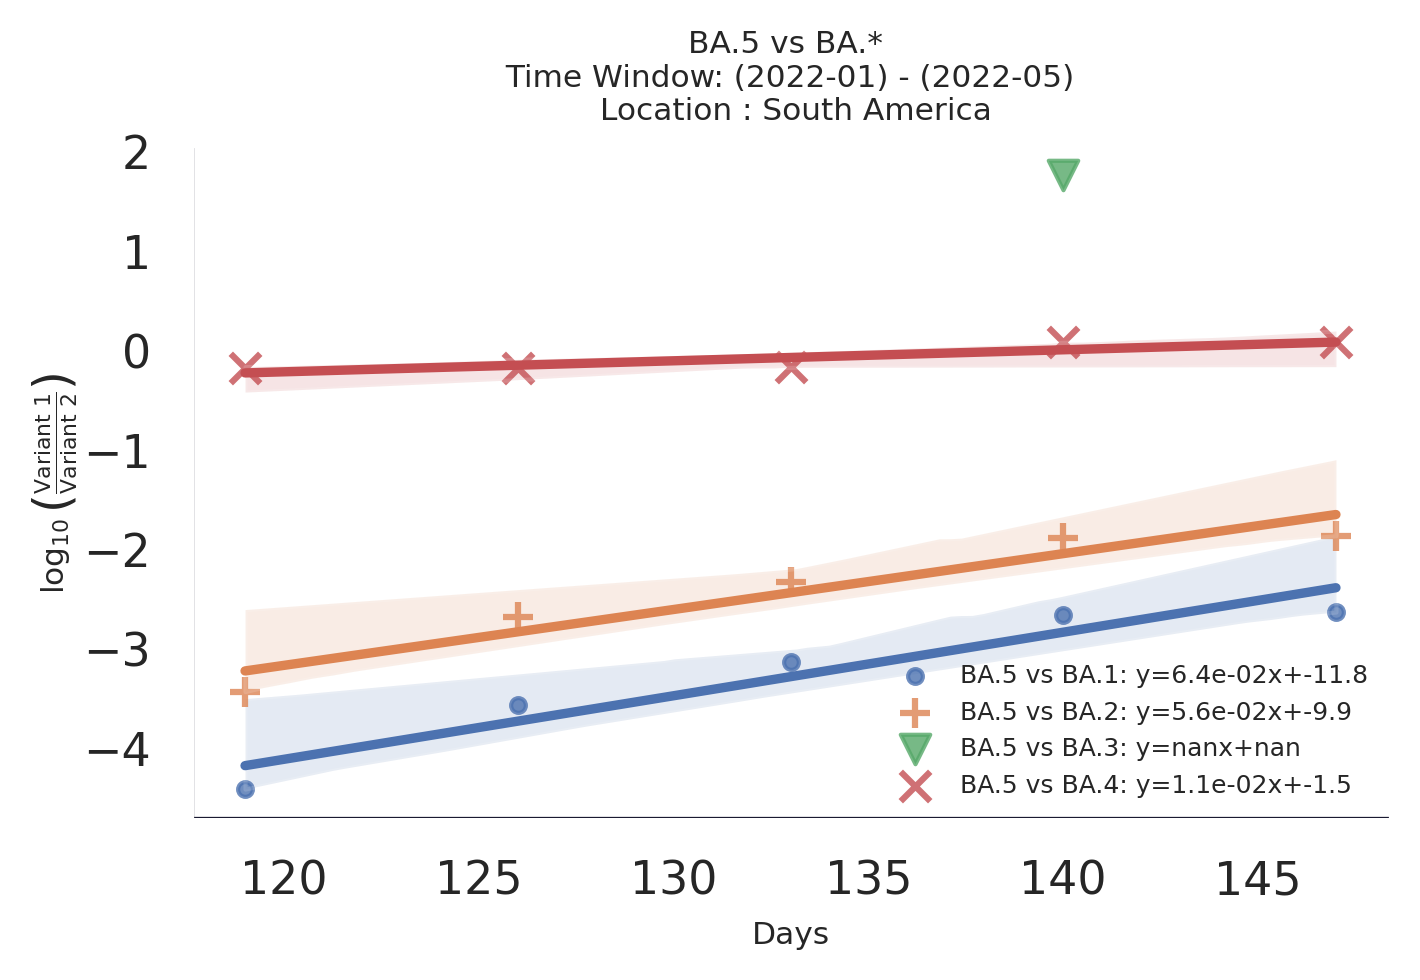 BA.5 vs BA.*
Time Window: (2022-01) - (2022-05)
Location : South America
2
1
0
−1
−2
−3
−4
log10 (Variant 1 / Variant 2)
BA.5 vs BA.1: y=6.4e-02x+-11.8
BA.5 vs BA.2: y=5.6e-02x+-9.9
BA.5 vs BA.3: y=nanx+nan
BA.5 vs BA.4: y=1.1e-02x+-1.5
120 125 130 135 140 145
Days